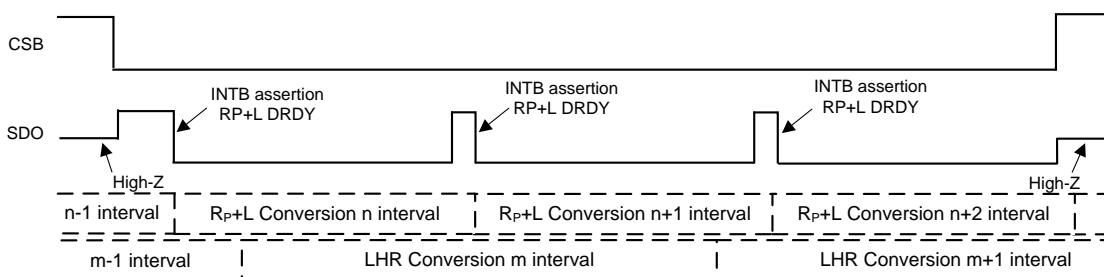 CSB
INTB assertion
RP+L DRDY
INTB assertion
RP+L DRDY
INTB assertion
RP+L DRDY
SDO
High-Z
High-Z
n-1 interval
RP+L Conversion n interval
RP+L Conversion n+1 interval
RP+L Conversion n+2 interval
m-1 interval
LHR Conversion m interval
LHR Conversion m+1 interval